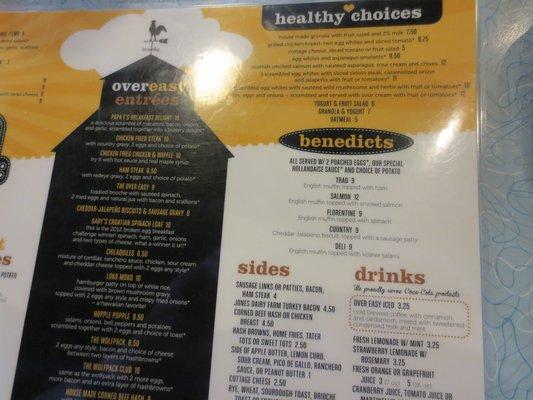 healthy choices
house made granola with fruit salad and 2% milk 7.50
grilled chicken breast, two egg whites and sliced tomato* 8.75
cottage cheese, sliced tomato or fruit salad 5
egg whites and asparagus omelette* 9.50
scottish smoked salmon with sauteed asparagus, sour cream and chives 12
3 scrambled egg whites with sliced sirloin steak, caramelized onion
and jalapeños or tomatoes* 12
egg whites with sauteed wild mushrooms and herbs with fruit or tomatoes* 10
eggs and onions - scrambled and served with fruit or tomatoes* 12
YOGURT & FRUIT SALAD 6
GRANOLA & YOGURT 7
OATMEAL 5
overeasy
entrées
PAPA T'S BREAKFAST DELIGHT 10
a delicious scramble of macaroni, bacon, onions,
and garlic, scrambled together into a buttery delight*
CHICKEN FRIED STEAK 10
with country gravy, 2 eggs and choice of potato*
CHICKEN FRIED CHICKEN & WAFFLE 10
try it with hot sauce and real maple syrup
HAM STEAK 8.50
with redeye gravy, 2 eggs and choice of potato*
THE OVER EASY 9
toasted brioche with sauteed spinach,
2 fried eggs and natural jus with bacon and scallions*
CHEDDAR-JALAPEÑO BISCUITS & SAUSAGE GRAVY 8
GARY'S CROATIAN SPINACH LEAF 10
this is the 2012 broken egg breakfast
challenge winner! spinach, ham, garlic, onions
and two types of cheese. what a sooner is it?*
CHILAQUILES 9.50
mixture of tortillas, ranchero sauce, chicken, sour cream,
and cheddar cheese topped with 2 eggs any style*
LOKO MOKO 10
hamburger patty on top of white rice,
covered with brown mushroom gravy,
topped with 2 eggs any style and crispy fried onions*
- a hawaiian favorite!
HOPPLE POPPLE 9.50
salami, onions, bell peppers and potatoes
scrambled together with 2 eggs and choice of toast*
THE WOLFPACK 8.50
3 eggs any style, bacon and choice of cheese
between two layers of hashbrowns*
THE WOLFPACK CLUB 10
same as the wolfpack with 2 more eggs,
more bacon and an extra layer of hashbrowns*
HOUSE MADE CORNED BEEF HASH 9
benedicts
ALL SERVED W/ 2 POACHED EGGS*, OUR SPECIAL
HOLLANDAISE SAUCE* AND CHOICE OF POTATO
TRAD 9
English muffin topped with ham
SALMON 12
English muffin topped with smoked salmon
FLORENTINE 9
English muffin topped with spinach
COUNTRY 9
Cheddar Jalapeño biscuit, topped with a sausage patty
DELI 9
English muffin topped with kosher salami
sides
SAUSAGE LINKS OR PATTIES, BACON,
HAM STEAK 4
JONES DAIRY FARM TURKEY BACON 4.50
CORNED BEEF HASH OR CHICKEN
BREAST 4.50
HASH BROWNS, HOME FRIES, TATER
TOTS OR SWEET TOTS 2.50
SIDE OF APPLE BUTTER, LEMON CURD,
SOUR CREAM, PICO DE GALLO, RANCHERO
SAUCE, OR PEANUT BUTTER 1
COTTAGE CHEESE 2.50
RYE, WHEAT, SOURDOUGH TOAST, BRIOCHE
drinks
We proudly serve Coca-Cola products
OVER EASY ICED 3.25
cold brewed coffee with cinnamon
and cardamom, mixed with sweetened
condensed milk and mint.
FRESH LEMONADE W/ MINT 3.25
STRAWBERRY LEMONADE W/
ROSEMARY 3.25
FRESH ORANGE OR GRAPEFRUIT
JUICE 3 (7 oz) 5 (16 oz)
CRANBERRY JUICE, TOMATO JUICE OR